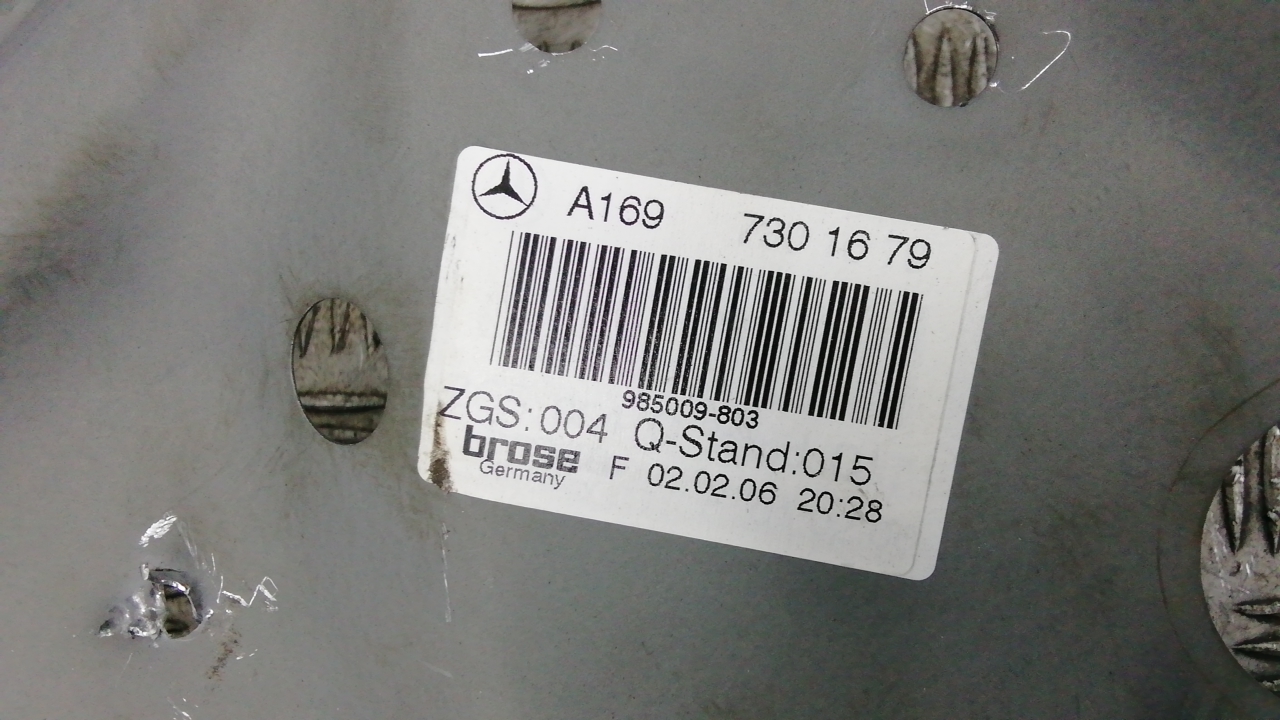 A169 730 16 79
985009-803
ZGS:004 Q-Stand:015
brose
Germany
F 02.02.06 20:28